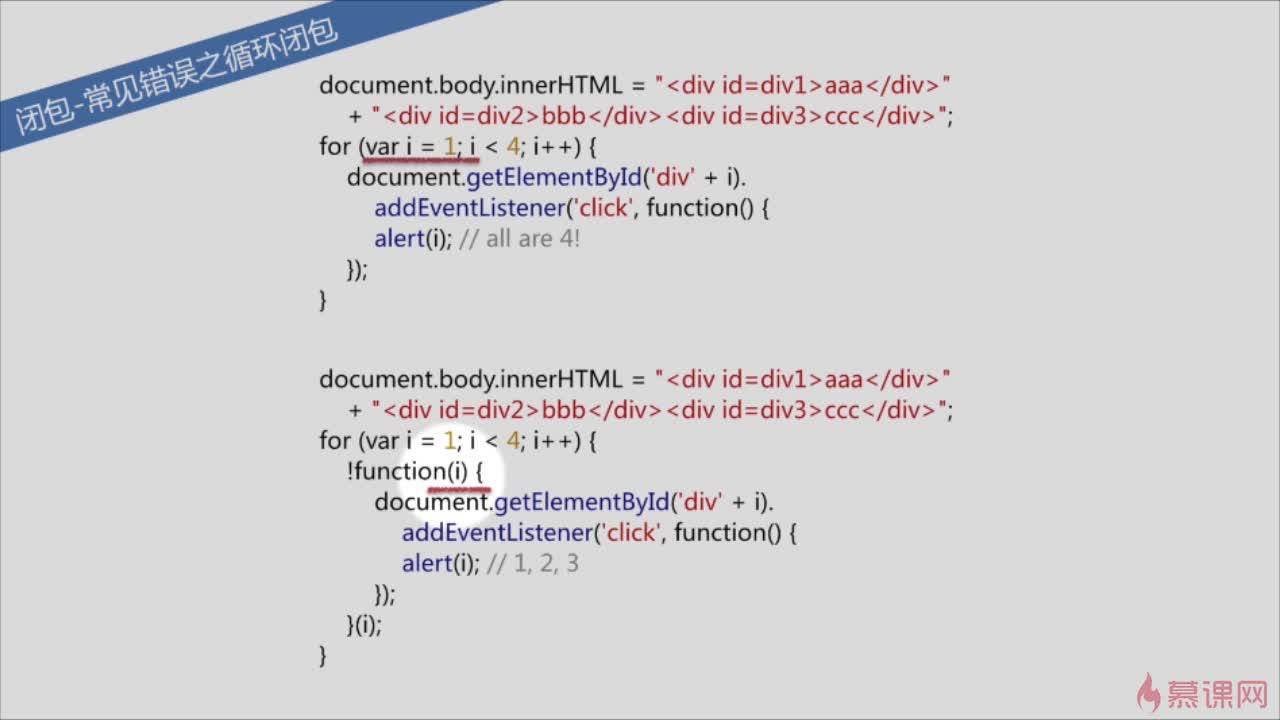 闭包-常见错误之循环闭包
document.body.innerHTML = "<div id=div1>aaa</div>"
+ "<div id=div2>bbb</div><div id=div3>ccc</div>";
for (var i = 1; i < 4; i++) {
document.getElementById('div' + i).
addEventListener('click', function() {
alert(i); // all are 4!
});
}
document.body.innerHTML = "<div id=div1>aaa</div>"
+ "<div id=div2>bbb</div><div id=div3>ccc</div>";
for (var i = 1; i < 4; i++) {
!function(i) {
document.getElementById('div' + i).
addEventListener('click', function() {
alert(i); // 1, 2, 3
});
}(i);
}
慕课网